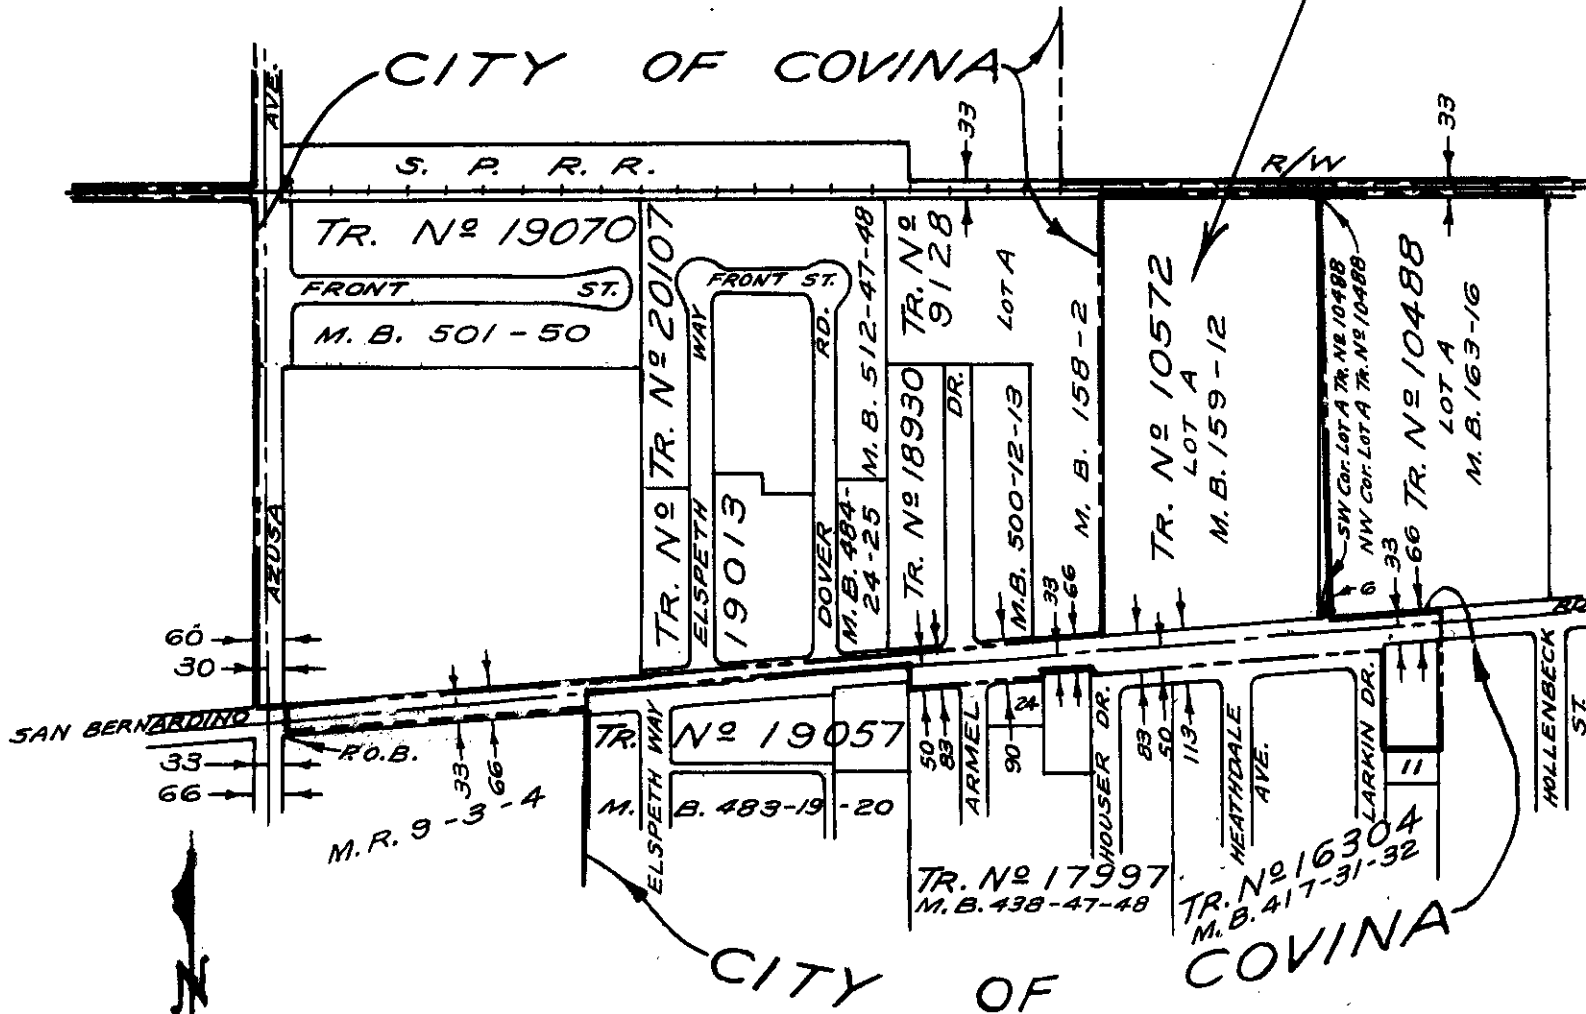 CITY OF COVINA
AVE.
33
33
S. P. R. R.
R/W
TR. Nº 19070
FRONT ST.
M. B. 501-50
TR. Nº 20107
FRONT ST.
WAY
RD.
M. B. 512-47-48
TR. Nº 9128
LOT A
M. B. 158-2
TR. Nº 10572
LOT A
M. B. 159-12
SW Cor. LOT A TR. Nº 10488
NW Cor. LOT A TR. Nº 10488
TR. Nº 10488
LOT A
M. B. 163-16
AZUSA
TR. Nº
19013
ELSPETH
DOVER
M. B. 484-
24-25
TR. Nº 18930
DR.
M.B. 500-12-13
33
66
33
66
6
RD.
60
30
SAN BERNARDINO
P.O.B.
33
66
33
66
M. R. 9-3-4
TR. Nº 19057
M. B. 483-19-20
ELSPETH WAY
50
83
ARMEL
90
24
HOUSER DR.
83
50
113
HEATHDALE
AVE.
LARKIN DR.
11
HOLLENBECK
ST.
TR. Nº 17997
M. B. 438-47-48
TR. Nº 16304
M. B. 417-31-32
N
CITY OF COVINA